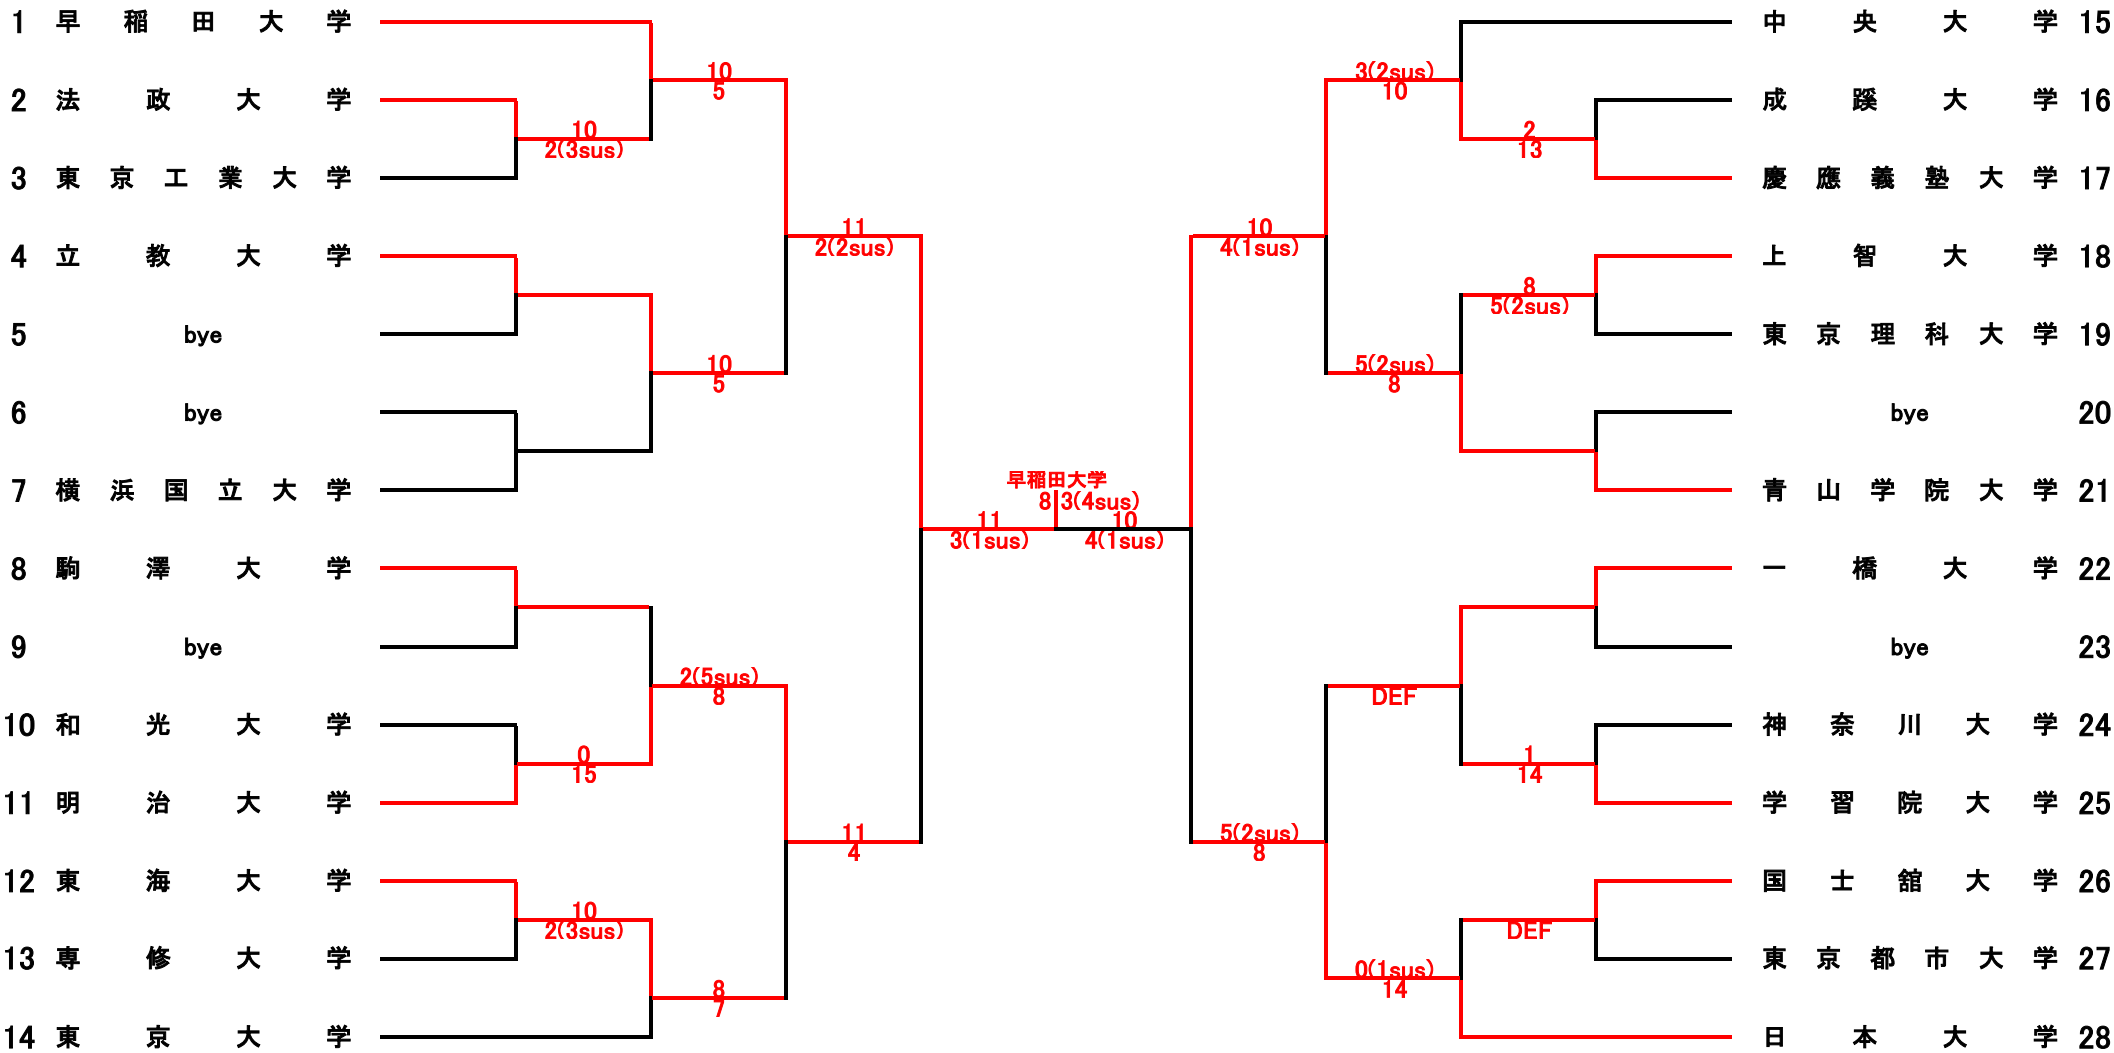 1 早稲田大学
2 法政大学
3 東京工業大学
4 立教大学
5 bye
6 bye
7 横浜国立大学
8 駒澤大学
9 bye
10 和光大学
11 明治大学
12 東海大学
13 専修大学
14 東京大学
10
2(3sus)
0
15
10
2(3sus)
10
5
10
5
2(5sus)
8
8
7
11
2(2sus)
11
4
11
3(1sus)
早稲田大学
8 3(4sus)
10
4(1sus)
10
4(1sus)
5(2sus)
8
3(2sus)
10
5(2sus)
8
DEF
0(1sus)
14
2
13
8
5(2sus)
1
14
DEF
中央大学 15
成蹊大学 16
慶應義塾大学 17
上智大学 18
東京理科大学 19
bye 20
青山学院大学 21
一橋大学 22
bye 23
神奈川大学 24
学習院大学 25
国士舘大学 26
東京都市大学 27
日本大学 28